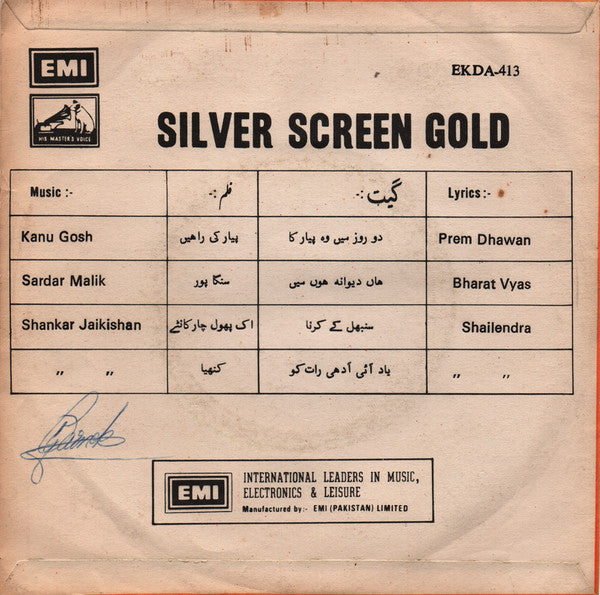 EMI
EKDA-413
HIS MASTER'S VOICE
SILVER SCREEN GOLD
Music :- فلم :- گیت :- Lyrics :-
Kanu Gosh پیار کی راھیں دو روز میں وہ پیار کا Prem Dhawan
Sardar Malik سنگا پور ھاں دیوانہ ھوں میں Bharat Vyas
Shankar Jaikishan اک پھول چار کانٹے سنبھل کے کرنا Shailendra
,, ,, کنھیا یاد آئی آدھی رات کو ,, ,,
EMI
INTERNATIONAL LEADERS IN MUSIC,
ELECTRONICS & LEISURE
Manufactured by:- EMI (PAKISTAN) LIMITED